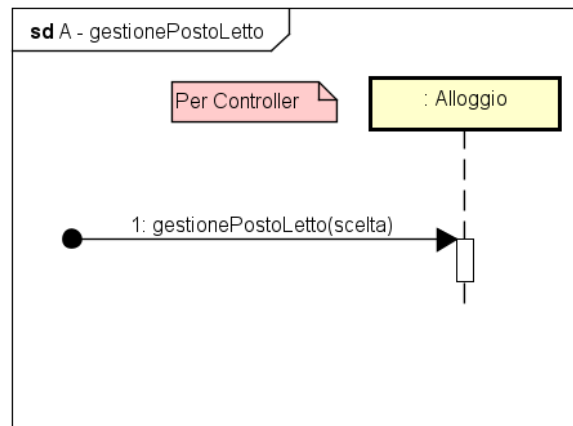 sd A - gestionePostoLetto
Per Controller
: Alloggio
1: gestionePostoLetto(scelta)